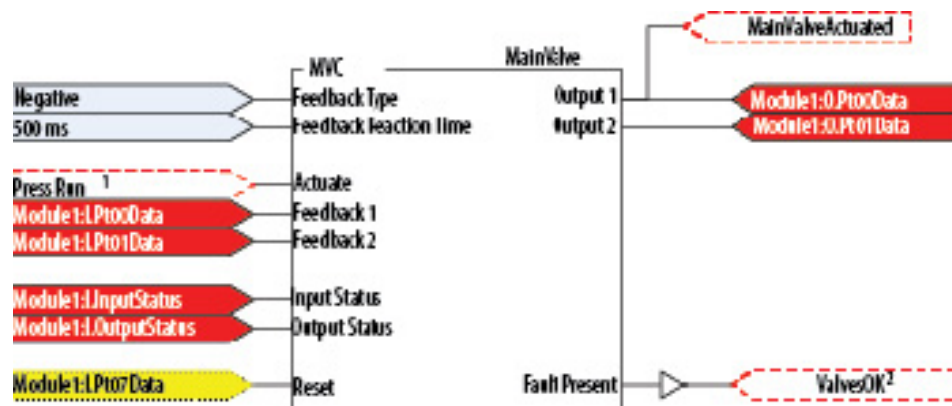 MainValveActuated
MVC MainValve
Negative Feedback Type Output 1 Module1:O.Pt00Data
500 ms Feedback Reaction Time Output 2 Module1:O.Pt01Data
Press Run 1 Actuate
Module1:I.Pt00Data Feedback 1
Module1:I.Pt01Data Feedback 2
Module1:I.InputStatus Input Status
Module1:I.OutputStatus Output Status
Module1:I.Pt07Data Reset Fault Present ValvesOK2